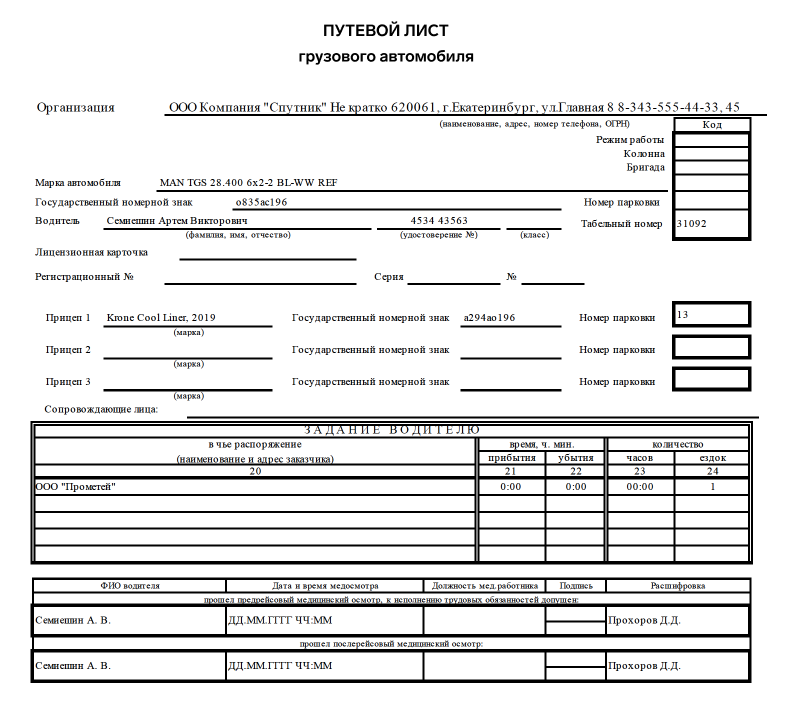 ПУТЕВОЙ ЛИСТ
грузового автомобиля
Организация ООО Компания "Спутник" Не кратко 620061, г.Екатеринбург, ул.Главная 8 8-343-555-44-33, 45
(наименование, адрес, номер телефона, ОГРН) Код
Режим работы
Колонна
Бригада
Марка автомобиля MAN TGS 28.400 6x2-2 BL-WW REF
Государственный номерной знак о835ас196 Номер парковки
Водитель Семиешин Артем Викторович 4534 43563 Табельный номер 31092
(фамилия, имя, отчество) (удостоверение №) (класс)
Лицензионная карточка
Регистрационный № Серия №
Прицеп 1 Krone Cool Liner, 2019 Государственный номерной знак а294ао196 Номер парковки 13
(марка)
Прицеп 2 Государственный номерной знак Номер парковки
(марка)
Прицеп 3 Государственный номерной знак Номер парковки
(марка)
Сопровождающие лица:
ЗАДАНИЕ ВОДИТЕЛЮ
в чье распоряжение время, ч. мин. количество
(наименование и адрес заказчика) прибытия убытия часов ездок
20 21 22 23 24
ООО "Прометей" 0:00 0:00 00:00 1
ФИО водителя Дата и время медосмотра Должность мед.работника Подпись Расшифровка
прошел предрейсовый медицинский осмотр, к исполнению трудовых обязанностей допущен:
Семиешин А. В. ДД.ММ.ГГГГ ЧЧ:ММ Прохоров Д.Д.
прошел послерейсовый медицинский осмотр:
Семиешин А. В. ДД.ММ.ГГГГ ЧЧ:ММ Прохоров Д.Д.